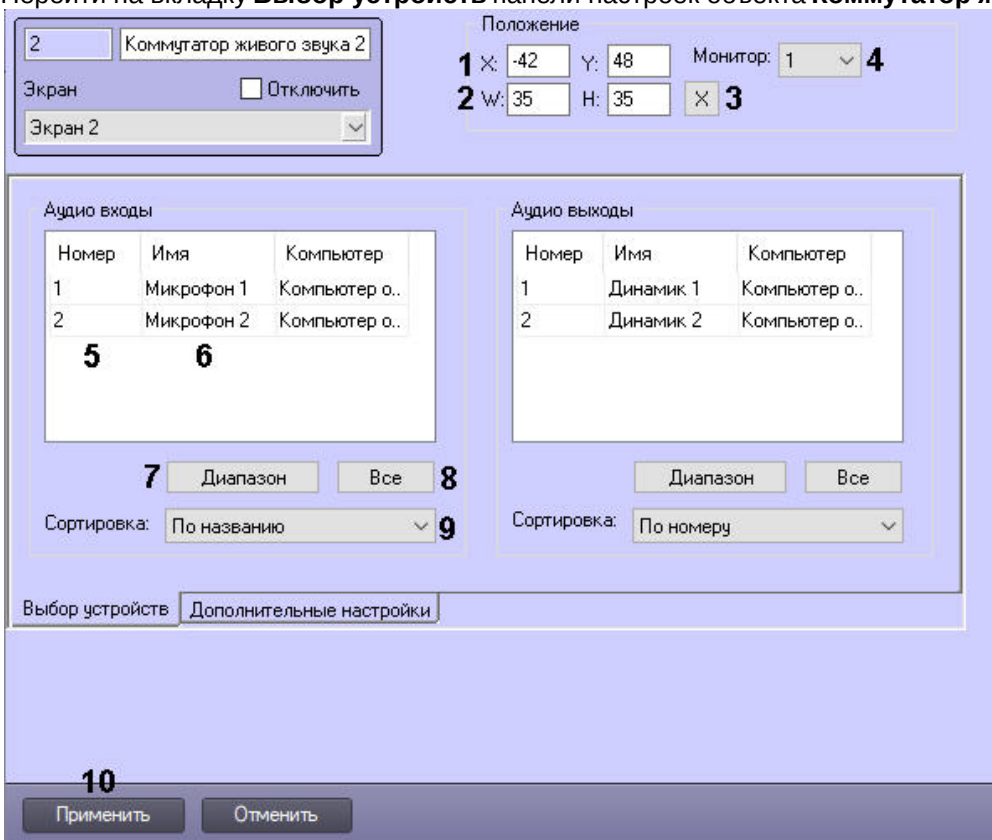 Перейти на вкладку Выбор устройств панели настроек объекта Коммутатор
2 Коммутатор живого звука 2
Экран Отключить
Экран 2
Положение
1 X: -42 Y: 48 Монитор: 1 4
2 W: 35 H: 35 X 3
Аудио входы
Номер Имя Компьютер
1 Микрофон 1 Компьютер о..
2 Микрофон 2 Компьютер о..
5 6
7 Диапазон Все 8
Сортировка: По названию 9
Аудио выходы
Номер Имя Компьютер
1 Динамик 1 Компьютер о..
2 Динамик 2 Компьютер о..
Диапазон Все
Сортировка: По номеру
Выбор устройств Дополнительные настройки
10
Применить Отменить